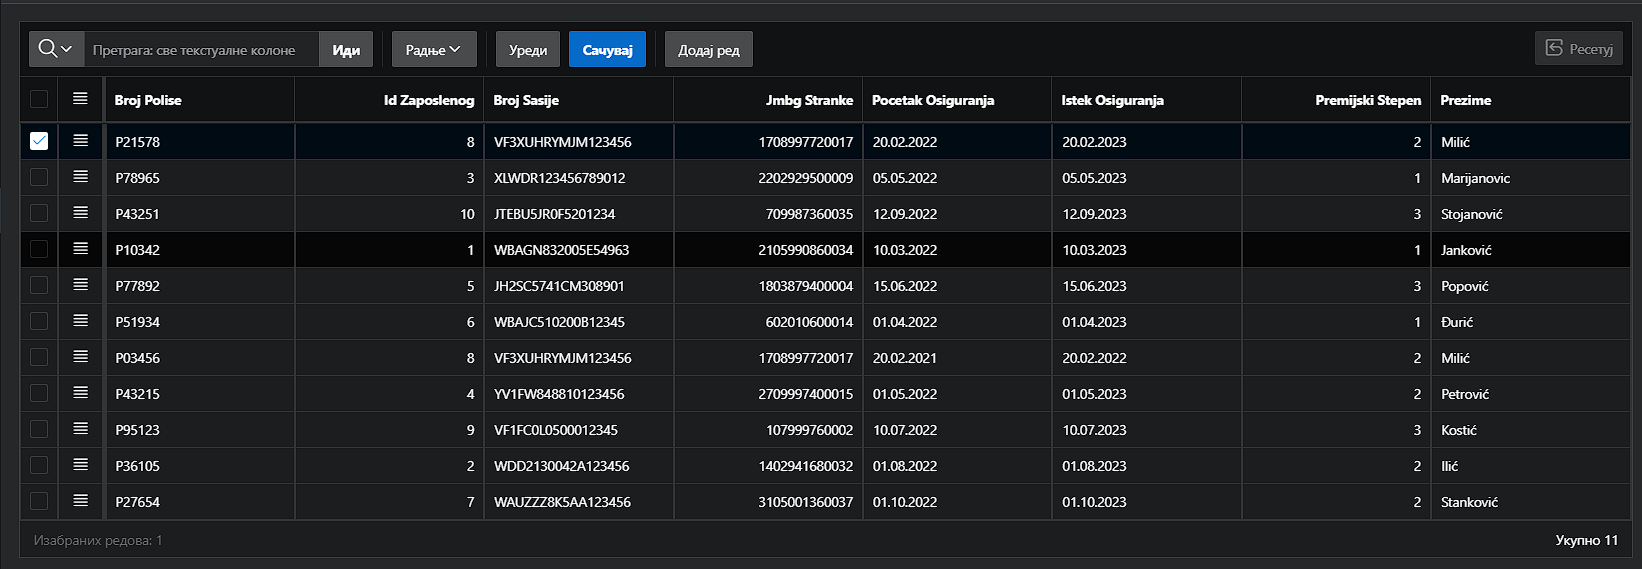 Претрага: све текстуалне колоне Иди Радње Уреди Сачувај Додај ред Ресетуј
Broj Polise Id Zaposlenog Broj Sasije Jmbg Stranke Pocetak Osiguranja Istek Osiguranja Premijski Stepen Prezime
P21578 8 VF3XUHRYMJM123456 1708997720017 20.02.2022 20.02.2023 2 Milić
P78965 3 XLWDR123456789012 2202929500009 05.05.2022 05.05.2023 1 Marijanovic
P43251 10 JTEBU5JR0F5201234 709987360035 12.09.2022 12.09.2023 3 Stojanović
P10342 1 WBAGN832005E54963 2105990860034 10.03.2022 10.03.2023 1 Janković
P77892 5 JH2SC5741CM308901 1803879400004 15.06.2022 15.06.2023 3 Popović
P51934 6 WBAJC510200B12345 602010600014 01.04.2022 01.04.2023 1 Đurić
P03456 8 VF3XUHRYMJM123456 1708997720017 20.02.2021 20.02.2022 2 Milić
P43215 4 YV1FW848810123456 2709997400015 01.05.2022 01.05.2023 2 Petrović
P95123 9 VF1FC0L0500012345 107999760002 10.07.2022 10.07.2023 3 Kostić
P36105 2 WDD2130042A123456 1402941680032 01.08.2022 01.08.2023 2 Ilić
P27654 7 WAUZZZ8K5AA123456 3105001360037 01.10.2022 01.10.2023 2 Stanković
Изабраних редова: 1 Укупно 11